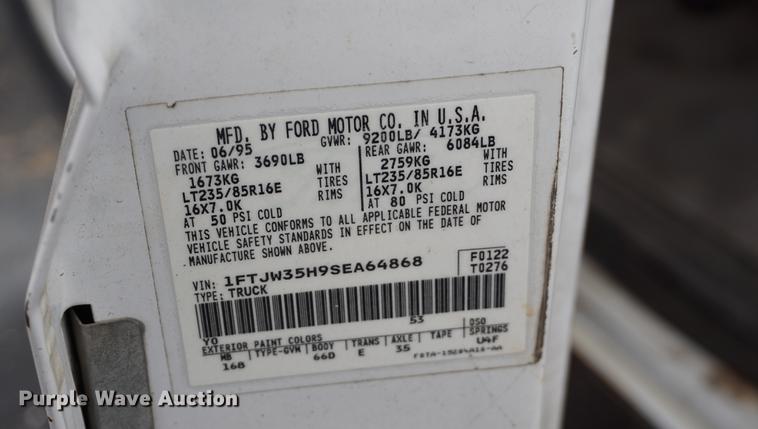 MFD. BY FORD MOTOR CO. IN U.S.A.
DATE: 06/95 GVWR: 9200LB/ 4173KG
FRONT GAWR: 3690LB REAR GAWR: 6084LB
1673KG WITH 2759KG WITH
LT235/85R16E TIRES LT235/85R16E TIRES
16X7.0K RIMS 16X7.0K RIMS
AT 50 PSI COLD AT 80 PSI COLD
THIS VEHICLE CONFORMS TO ALL APPLICABLE FEDERAL MOTOR
VEHICLE SAFETY STANDARDS IN EFFECT ON THE DATE OF
MANUFACTURE SHOWN ABOVE.
VIN: 1FTJW35H9SEA64868 F0122
TYPE: TRUCK T0276
YO 53
EXTERIOR PAINT COLORS DSO
WB TYPE-GVW BODY TRANS AXLE TAPE SPRINGS
168 66D E 35 U4F
Purple Wave Auction